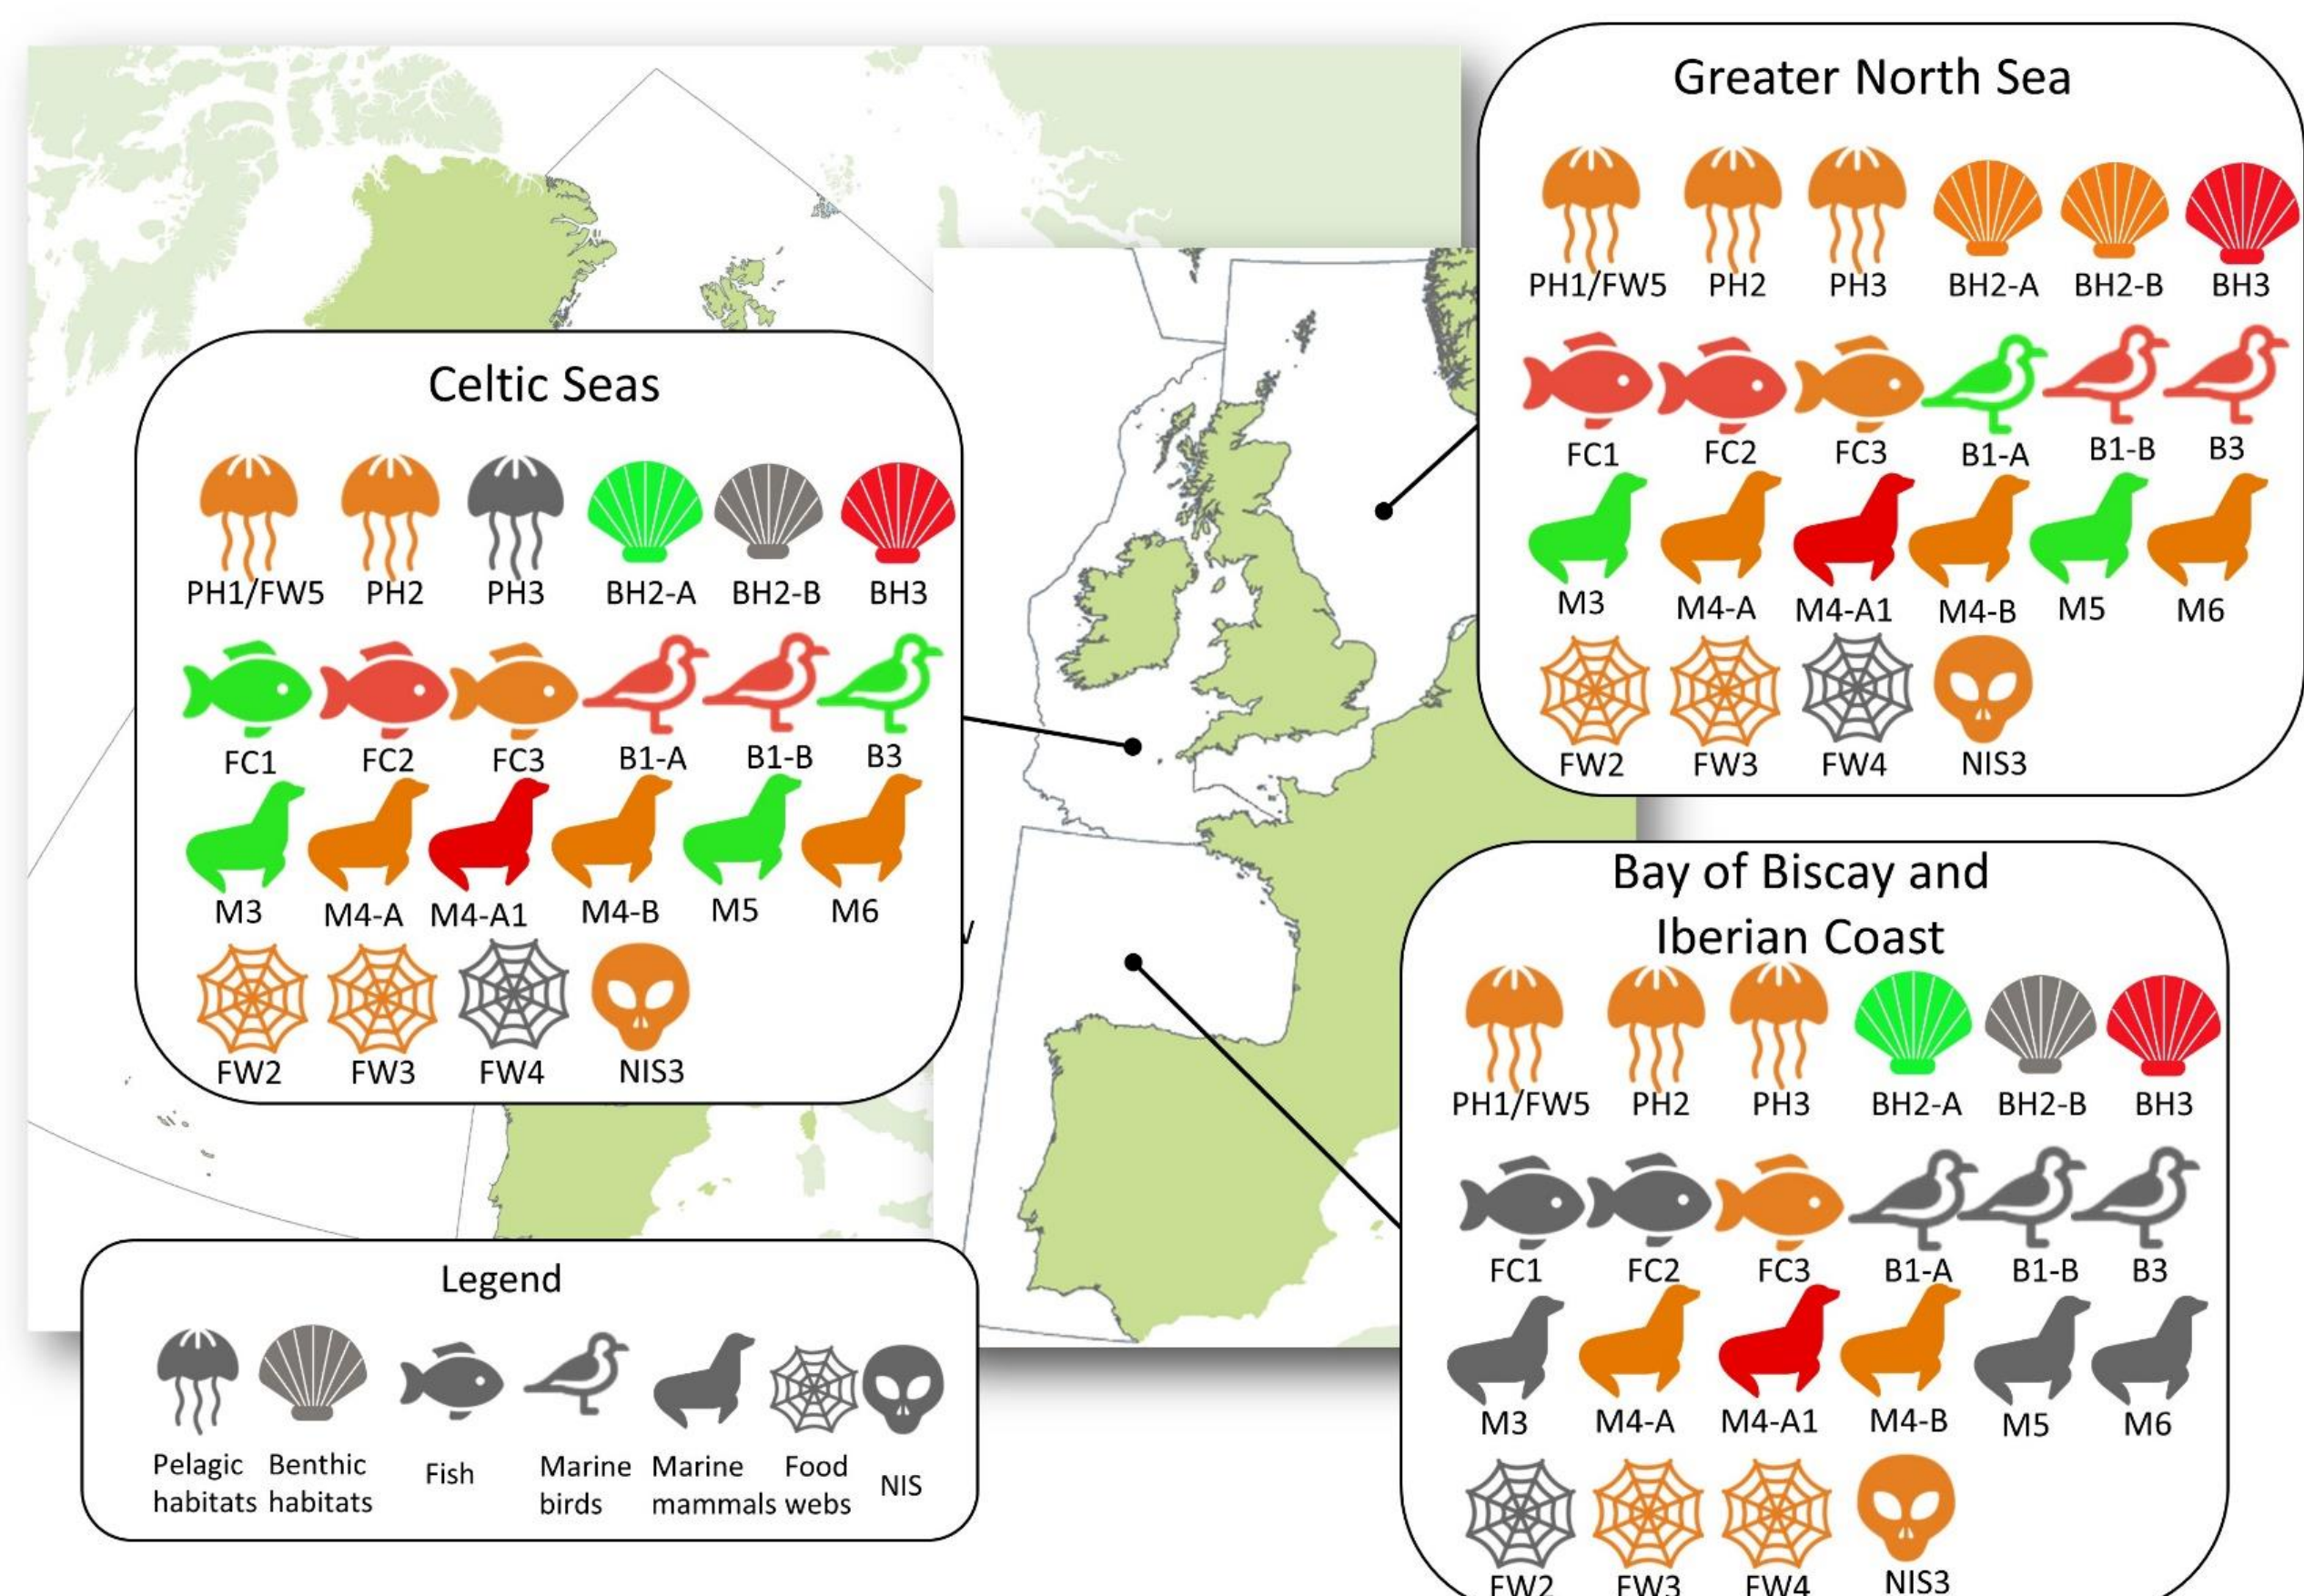 Greater North Sea
PH1/FW5 PH2 PH3 BH2-A BH2-B BH3
FC1 FC2 FC3 B1-A B1-B B3
M3 M4-A M4-A1 M4-B M5 M6
FW2 FW3 FW4 NIS3
Celtic Seas
PH1/FW5 PH2 PH3 BH2-A BH2-B BH3
FC1 FC2 FC3 B1-A B1-B B3
M3 M4-A M4-A1 M4-B M5 M6
FW2 FW3 FW4 NIS3
Bay of Biscay and
Iberian Coast
PH1/FW5 PH2 PH3 BH2-A BH2-B BH3
FC1 FC2 FC3 B1-A B1-B B3
M3 M4-A M4-A1 M4-B M5 M6
FW2 FW3 FW4 NIS3
Legend
Pelagic habitats
Benthic habitats
Fish
Marine birds
Marine mammals
Food webs
NIS